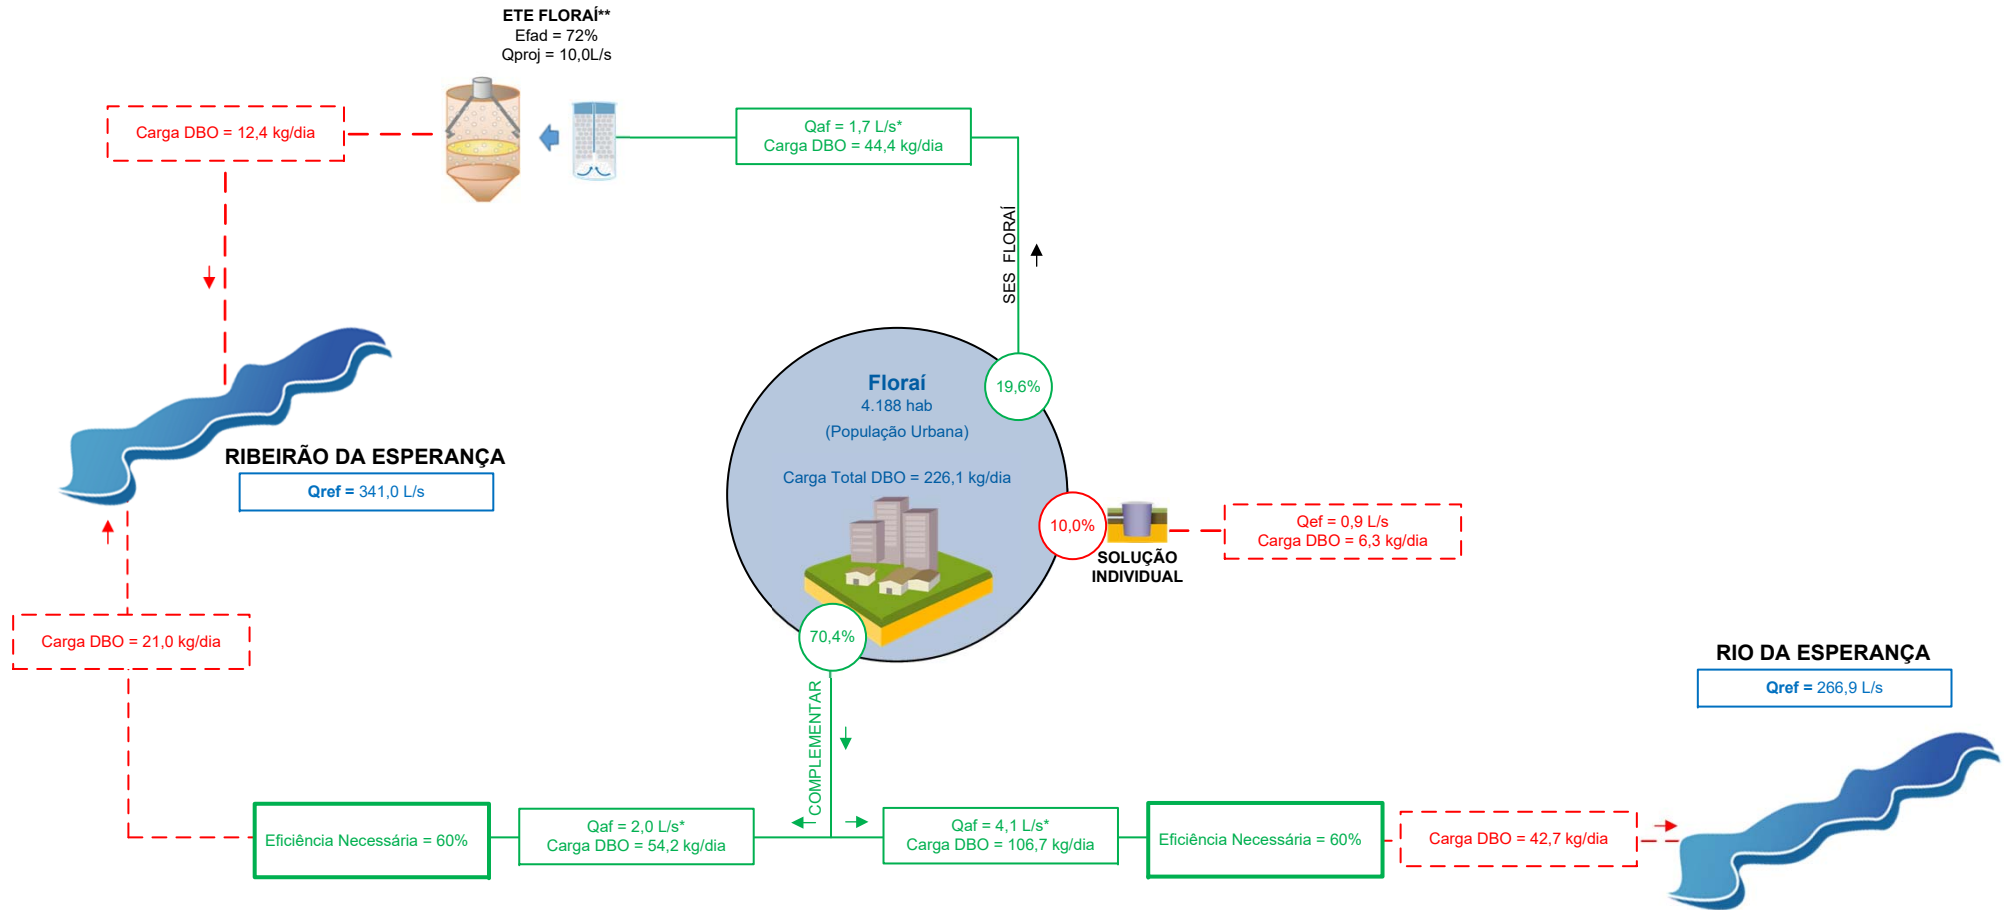 ETE FLORAÍ**
Efad = 72%
Qproj = 10,0L/s
Carga DBO = 12,4 kg/dia
Qaf = 1,7 L/s*
Carga DBO = 44,4 kg/dia
SES FLORAÍ
19,6%
Floraí
4.188 hab
(População Urbana)
Carga Total DBO = 226,1 kg/dia
RIBEIRÃO DA ESPERANÇA
Qref = 341,0 L/s
10,0%
SOLUÇÃO
INDIVIDUAL
Qef = 0,9 L/s
Carga DBO = 6,3 kg/dia
70,4%
Carga DBO = 21,0 kg/dia
RIO DA ESPERANÇA
Qref = 266,9 L/s
COMPLEMENTAR
Eficiência Necessária = 60%
Qaf = 2,0 L/s*
Carga DBO = 54,2 kg/dia
Qaf = 4,1 L/s*
Carga DBO = 106,7 kg/dia
Eficiência Necessária = 60%
Carga DBO = 42,7 kg/dia